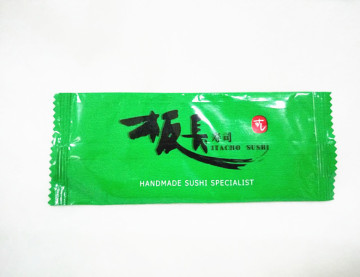 板長
寿司
ITACHO SUSHI
HANDMADE SUSHI SPECIALIST